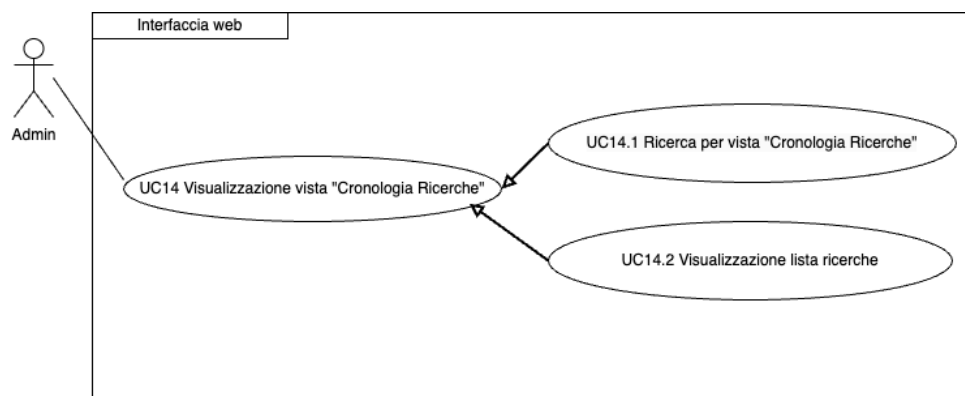 Interfaccia web
Admin
UC14 Visualizzazione vista "Cronologia Ricerche"
UC14.1 Ricerca per vista "Cronologia Ricerche"
UC14.2 Visualizzazione lista ricerche